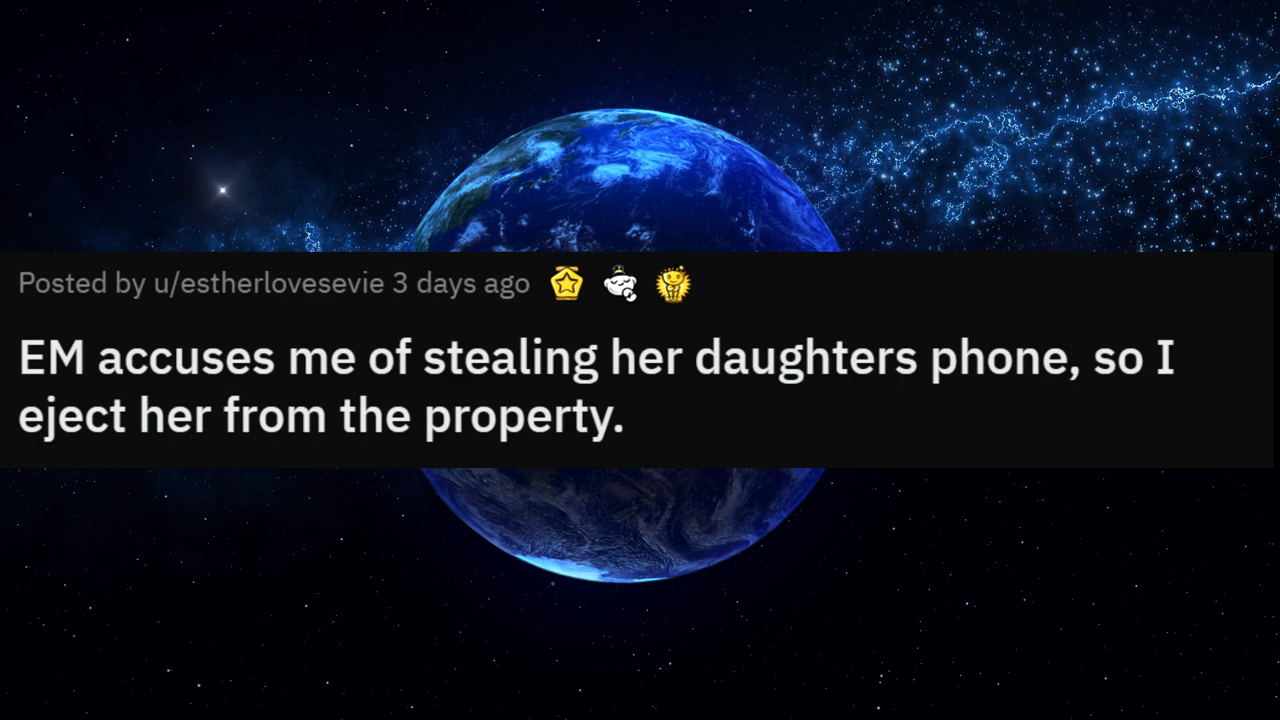 Posted by u/estherlovesevie 3 days ago
EM accuses me of stealing her daughters phone, so I
eject her from the property.